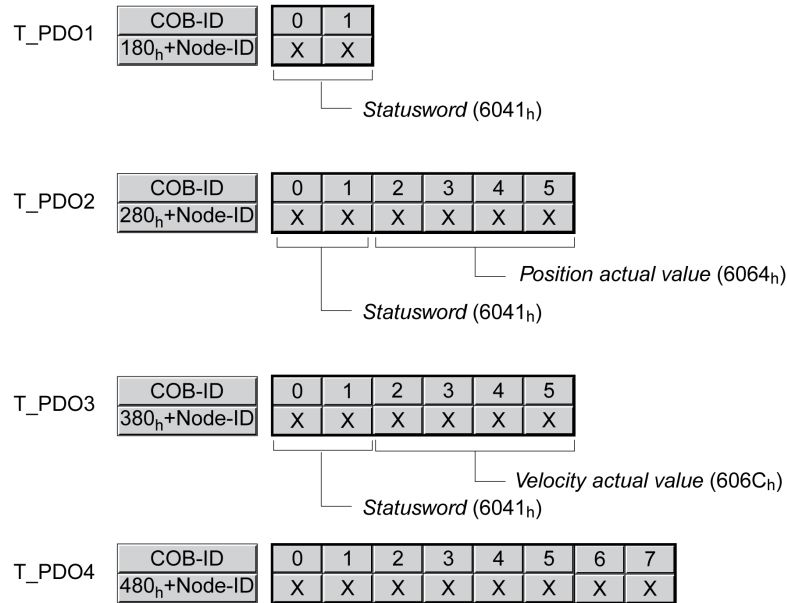 T_PDO1 COB-ID 0 1
180h+Node-ID X X
Statusword (6041h)
T_PDO2 COB-ID 0 1 2 3 4 5
280h+Node-ID X X X X X X
Position actual value (6064h)
Statusword (6041h)
T_PDO3 COB-ID 0 1 2 3 4 5
380h+Node-ID X X X X X X
Velocity actual value (606Ch)
Statusword (6041h)
T_PDO4 COB-ID 0 1 2 3 4 5 6 7
480h+Node-ID X X X X X X X X